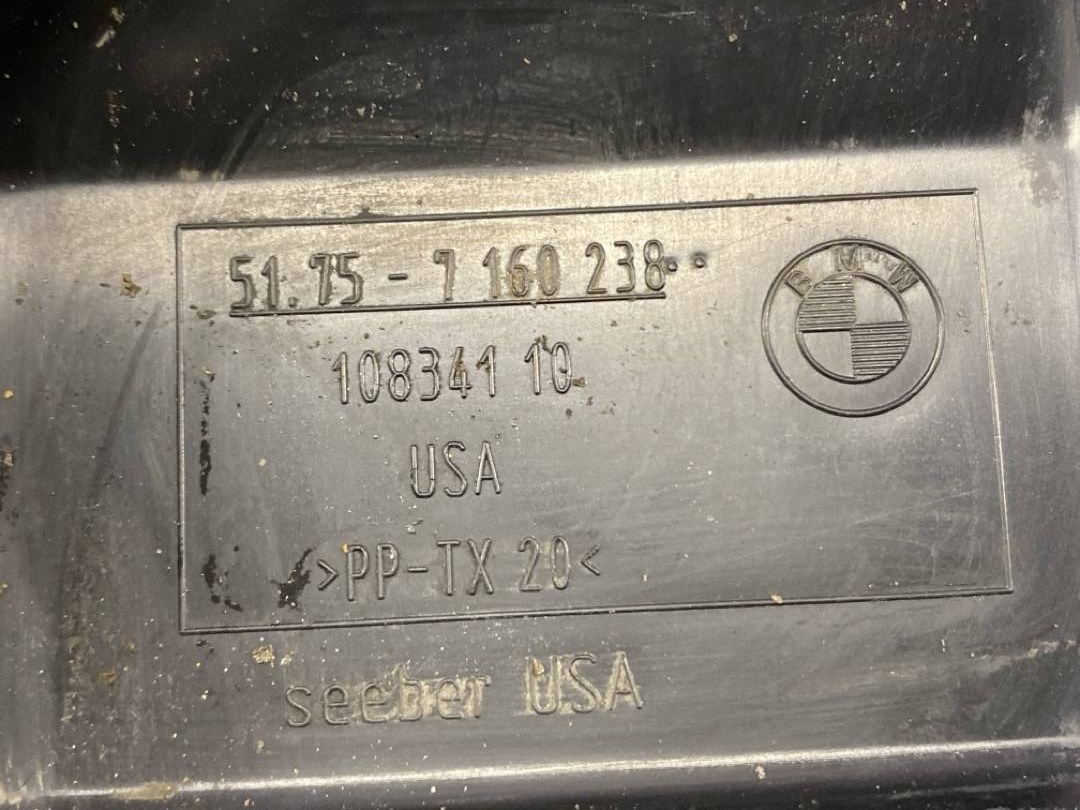 51.75 - 7 160 238··
BMW
108341 10
USA
>PP-TX 20<
seeber USA